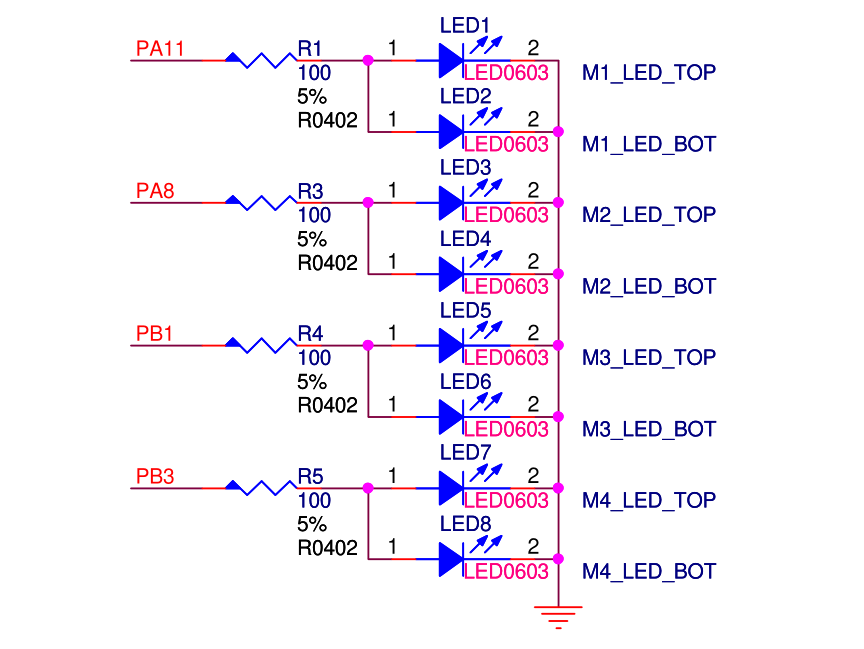 LED1
PA11 R1 1 2
100 LED0603 M1_LED_TOP
5% LED2
R0402 1 2
LED0603 M1_LED_BOT
LED3
PA8 R3 1 2
100 LED0603 M2_LED_TOP
5% LED4
R0402 1 2
LED0603 M2_LED_BOT
LED5
PB1 R4 1 2
100 LED0603 M3_LED_TOP
5% LED6
R0402 1 2
LED0603 M3_LED_BOT
LED7
PB3 R5 1 2
100 LED0603 M4_LED_TOP
5% LED8
R0402 1 2
LED0603 M4_LED_BOT